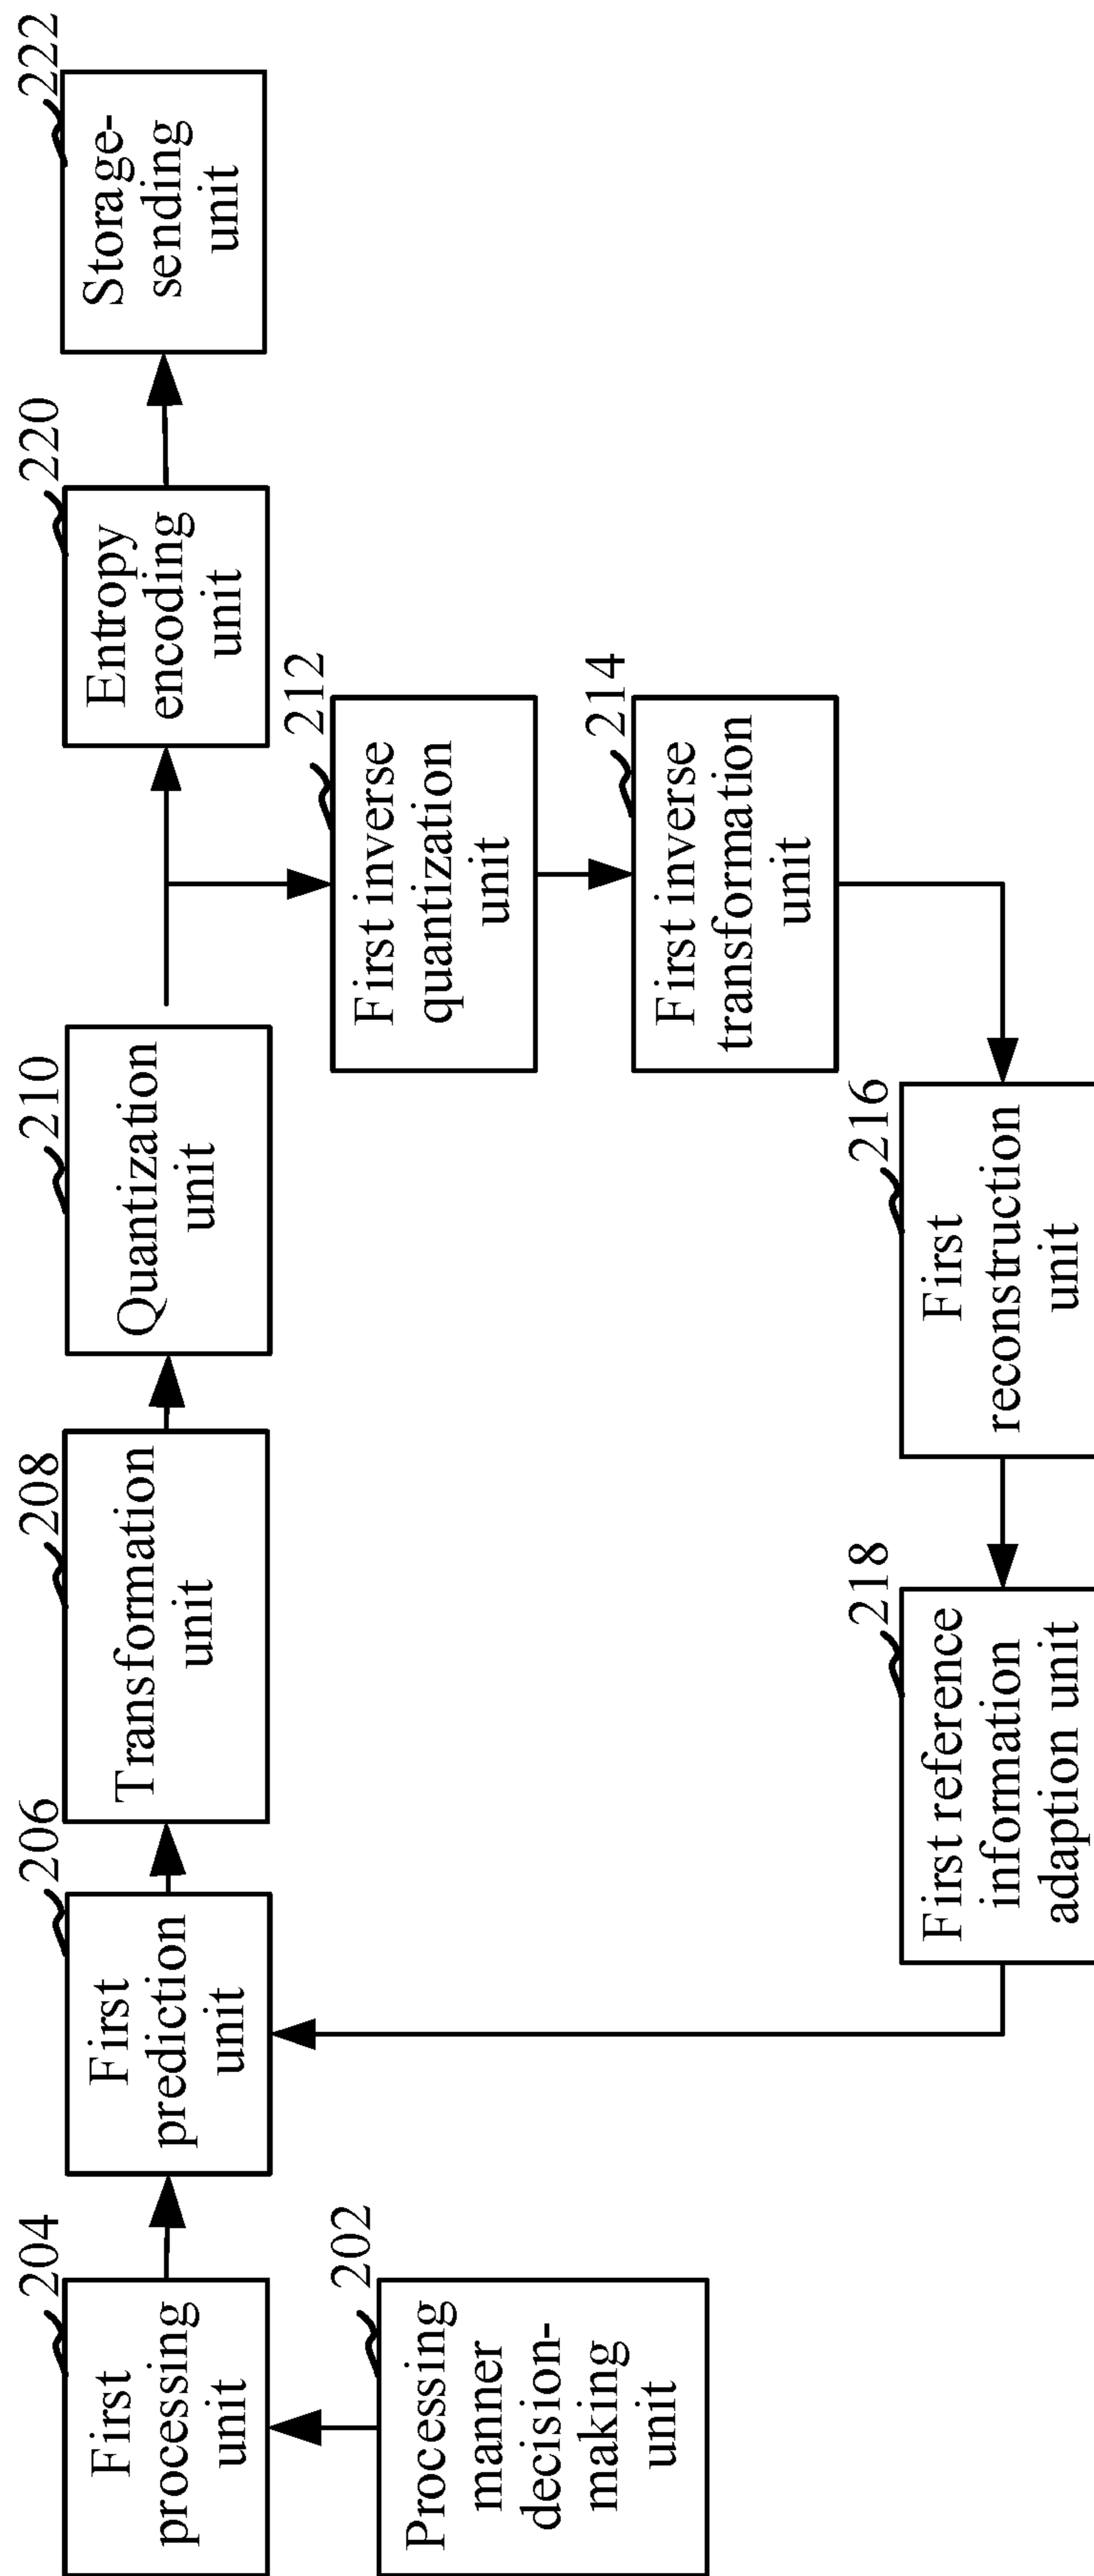 204
First
processing
unit
206
First
prediction
unit
208
Transformation
unit
210
Quantization
unit
220
Entropy
encoding
unit
222
Storage-
sending
unit
202
Processing
manner
decision-
making
unit
212
First inverse
quantization
unit
214
First inverse
transformation
unit
218
First reference
information
adaption unit
216
First
reconstruction
unit